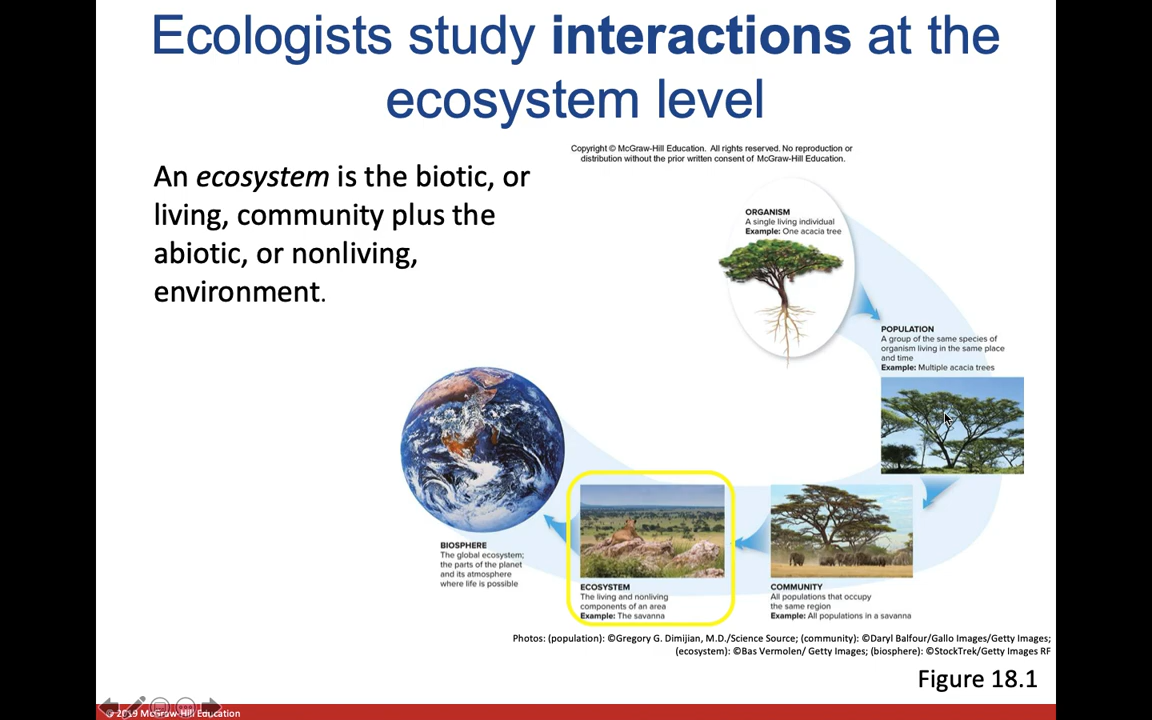 Ecologists study interactions at the
ecosystem level
Copyright © McGraw-Hill Education. All rights reserved. No reproduction or
distribution without the prior written consent of McGraw-Hill Education.
An ecosystem is the biotic, or
living, community plus the
abiotic, or nonliving,
environment.
ORGANISM
A single living individual
Example: One acacia tree
POPULATION
A group of the same species of
organism living in the same place
and time
Example: Multiple acacia trees
BIOSPHERE
The global ecosystem;
the parts of the planet
and its atmosphere
where life is possible
ECOSYSTEM
The living and nonliving
components of an area
Example: The savanna
COMMUNITY
All populations that occupy
the same region
Example: All populations in a savanna
Photos: (population): ©Gregory G. Dimijian, M.D./Science Source; (community): ©Daryl Balfour/Gallo Images/Getty Images;
(ecosystem): ©Bas Vermolen/ Getty Images; (biosphere): ©StockTrek/Getty Images RF
Figure 18.1
© 2019 McGraw-Hill Education